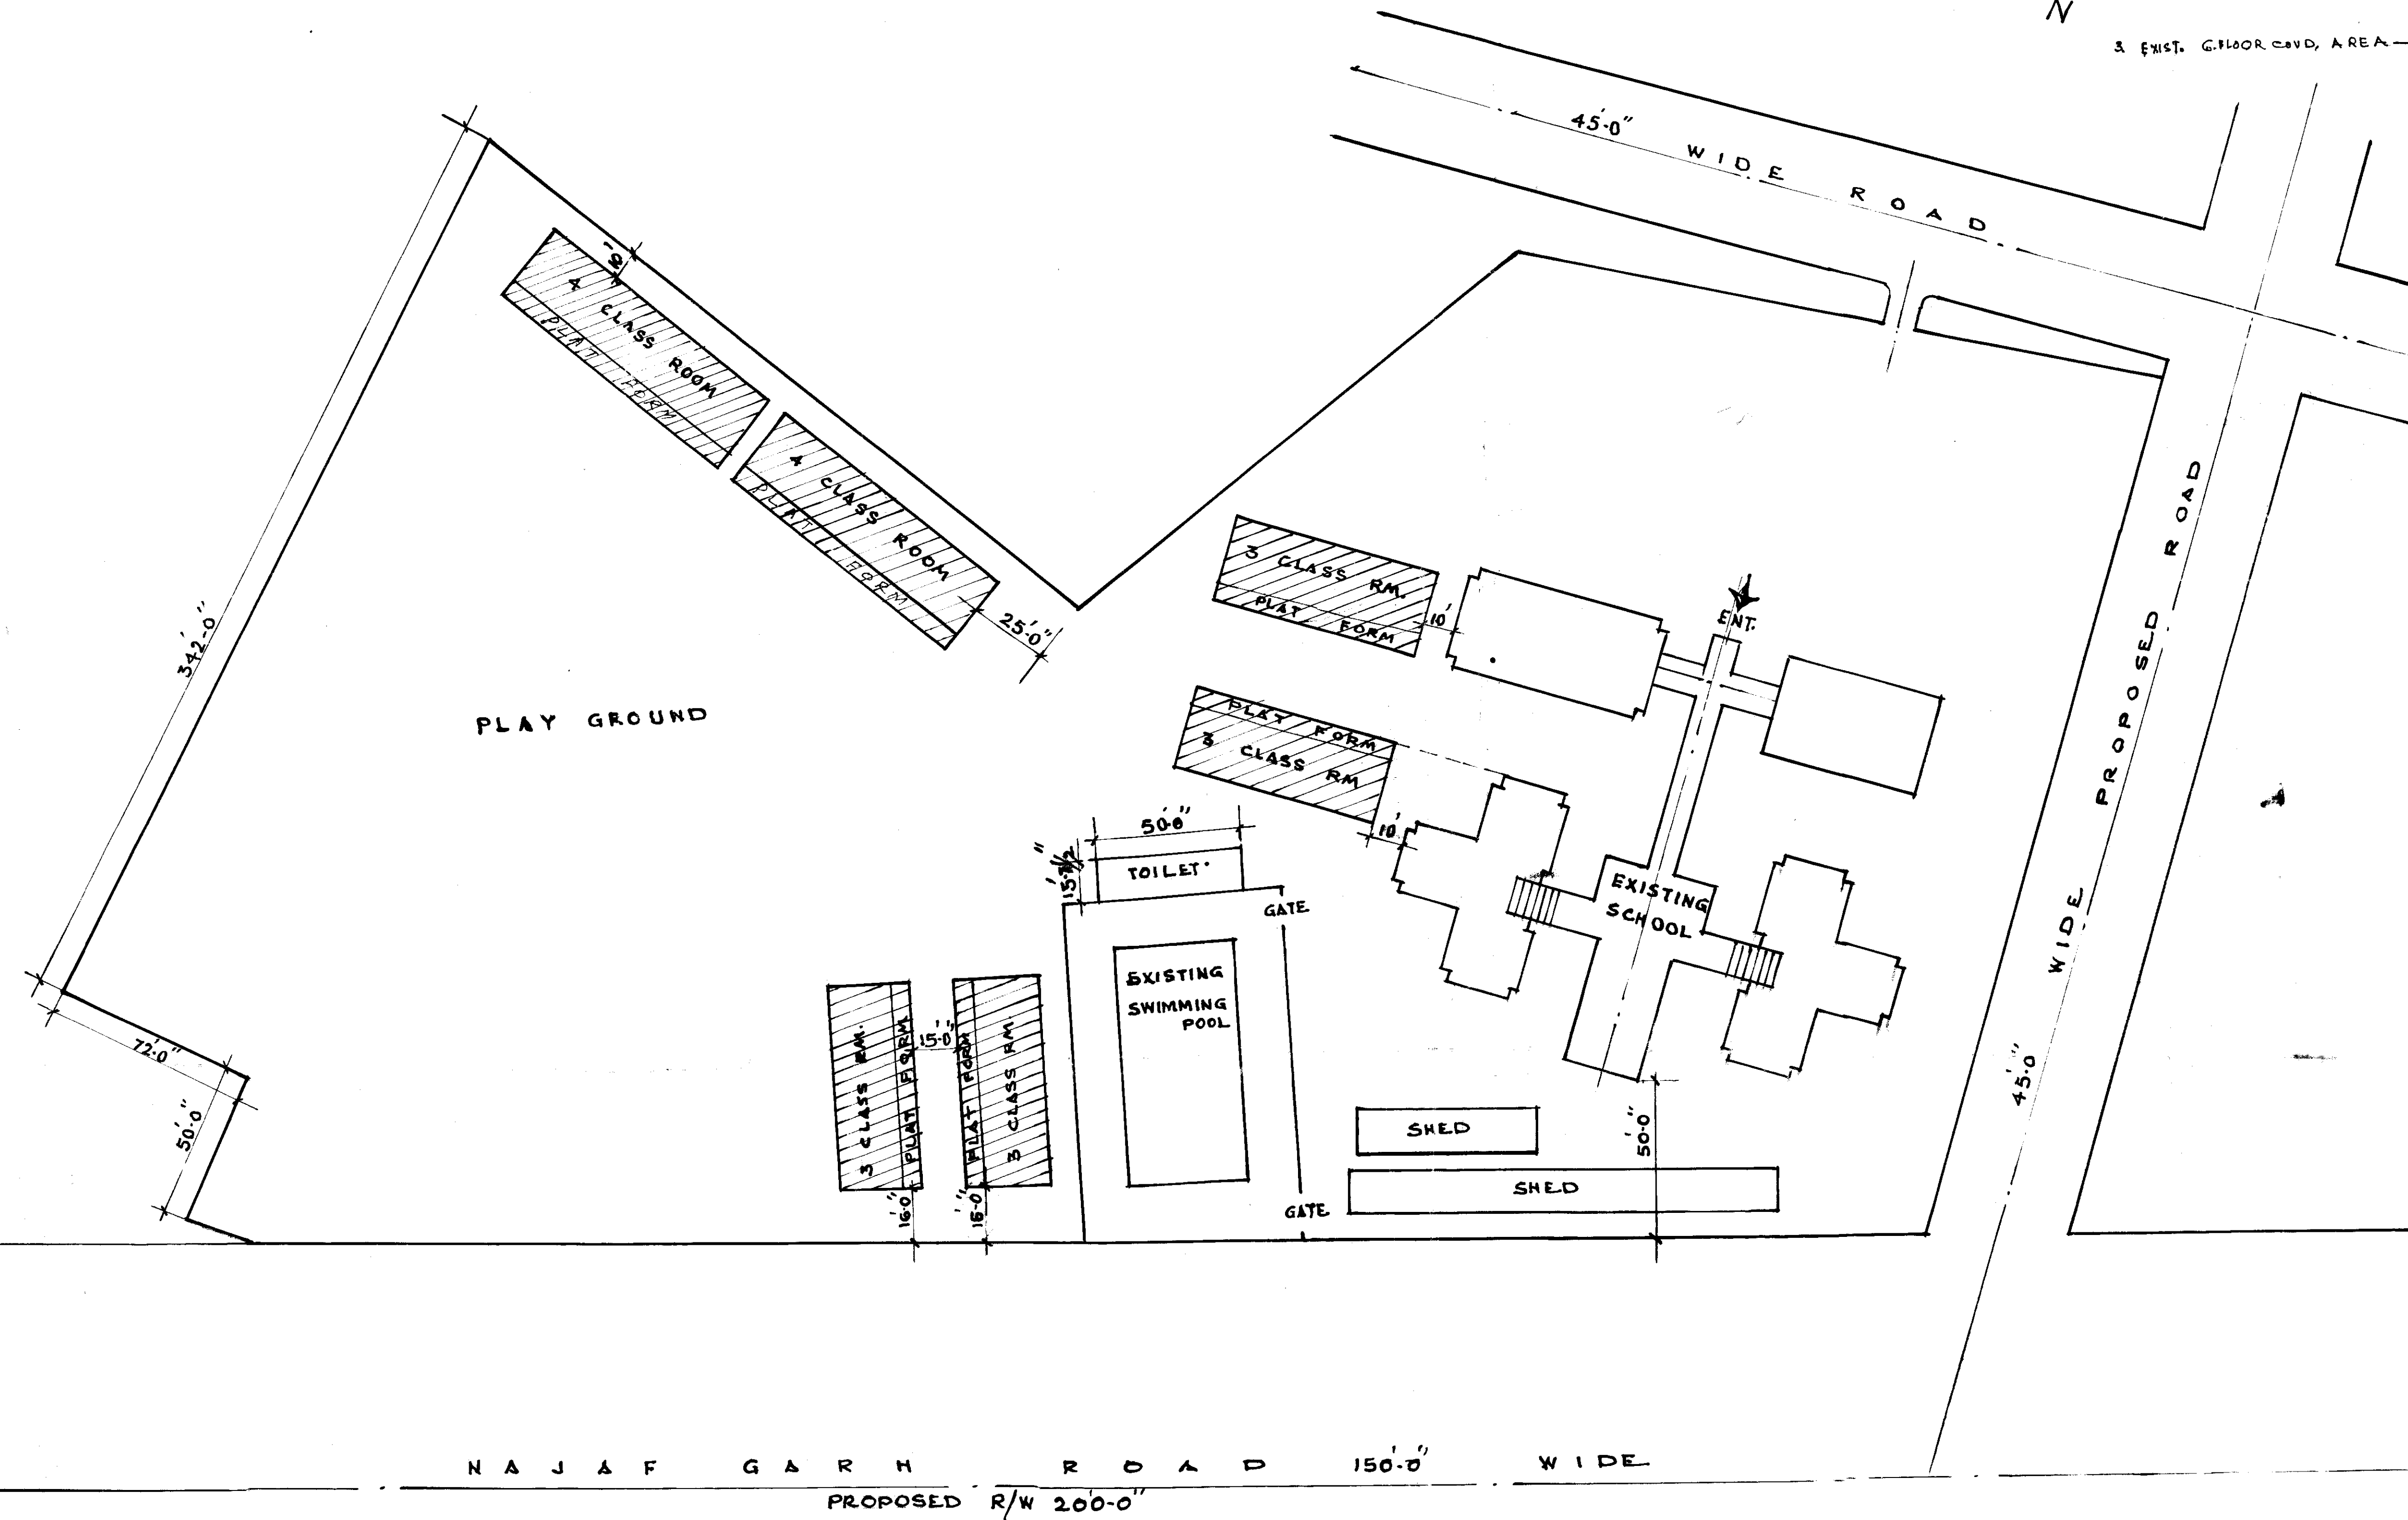 N
3. EXIST. G.FLOOR COVD, AREA—
45'-0"
WIDE ROAD
4 CLASS ROOM
PLAT FORM
4 CLASS ROOM
PLAT FORM
25'-0"
342'-0"
PLAY GROUND
3 CLASS RM.
PLAT FORM
10'
ENT.
PLAT FORM
3 CLASS RM
10'
50'-0"
TOILET
GATE
EXISTING
SCHOOL
EXISTING
SWIMMING
POOL
3 CLASS RM.
PLAT FORM
15'-0"
PLAT FORM
3 CLASS RM.
16'-0"
72'-0"
50'-0"
SHED
SHED
GATE
50'-0"
45'-0" WIDE PROPOSED ROAD
NAJAF GARH ROAD 150'-0" WIDE
PROPOSED R/W 200'-0"